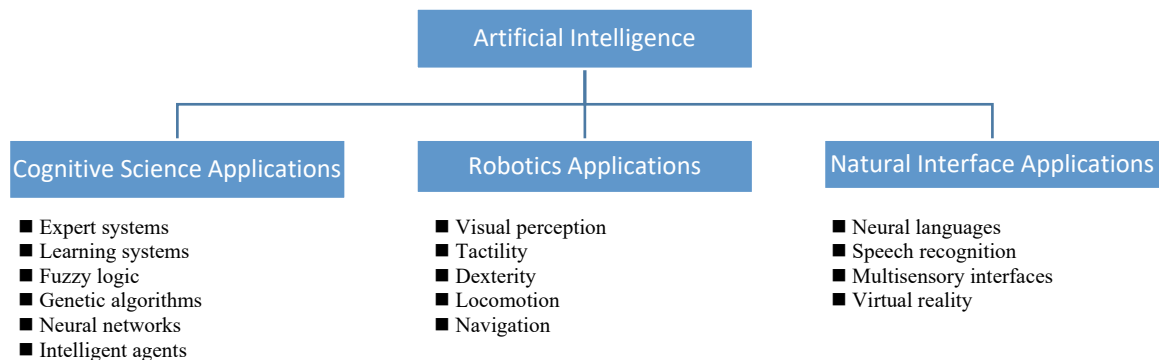 Artificial Intelligence
Cognitive Science Applications
■ Expert systems
■ Learning systems
■ Fuzzy logic
■ Genetic algorithms
■ Neural networks
■ Intelligent agents
Robotics Applications
■ Visual perception
■ Tactility
■ Dexterity
■ Locomotion
■ Navigation
Natural Interface Applications
■ Neural languages
■ Speech recognition
■ Multisensory interfaces
■ Virtual reality